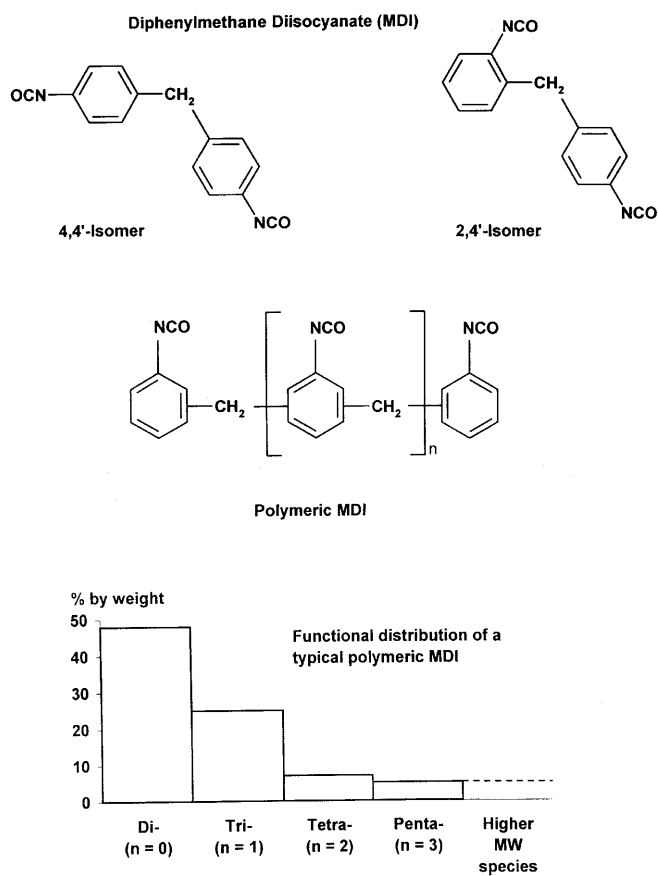 Diphenylmethane Diisocyanate (MDI)
NCO
OCN
CH2
CH2
NCO
NCO
4,4'-Isomer
2,4'-Isomer
NCO
NCO
NCO
CH2
CH2
n
Polymeric MDI
% by weight
50
40
30
20
10
0
Functional distribution of a
typical polymeric MDI
Di-
(n = 0)
Tri-
(n = 1)
Tetra-
(n = 2)
Penta-
(n = 3)
Higher
MW
species